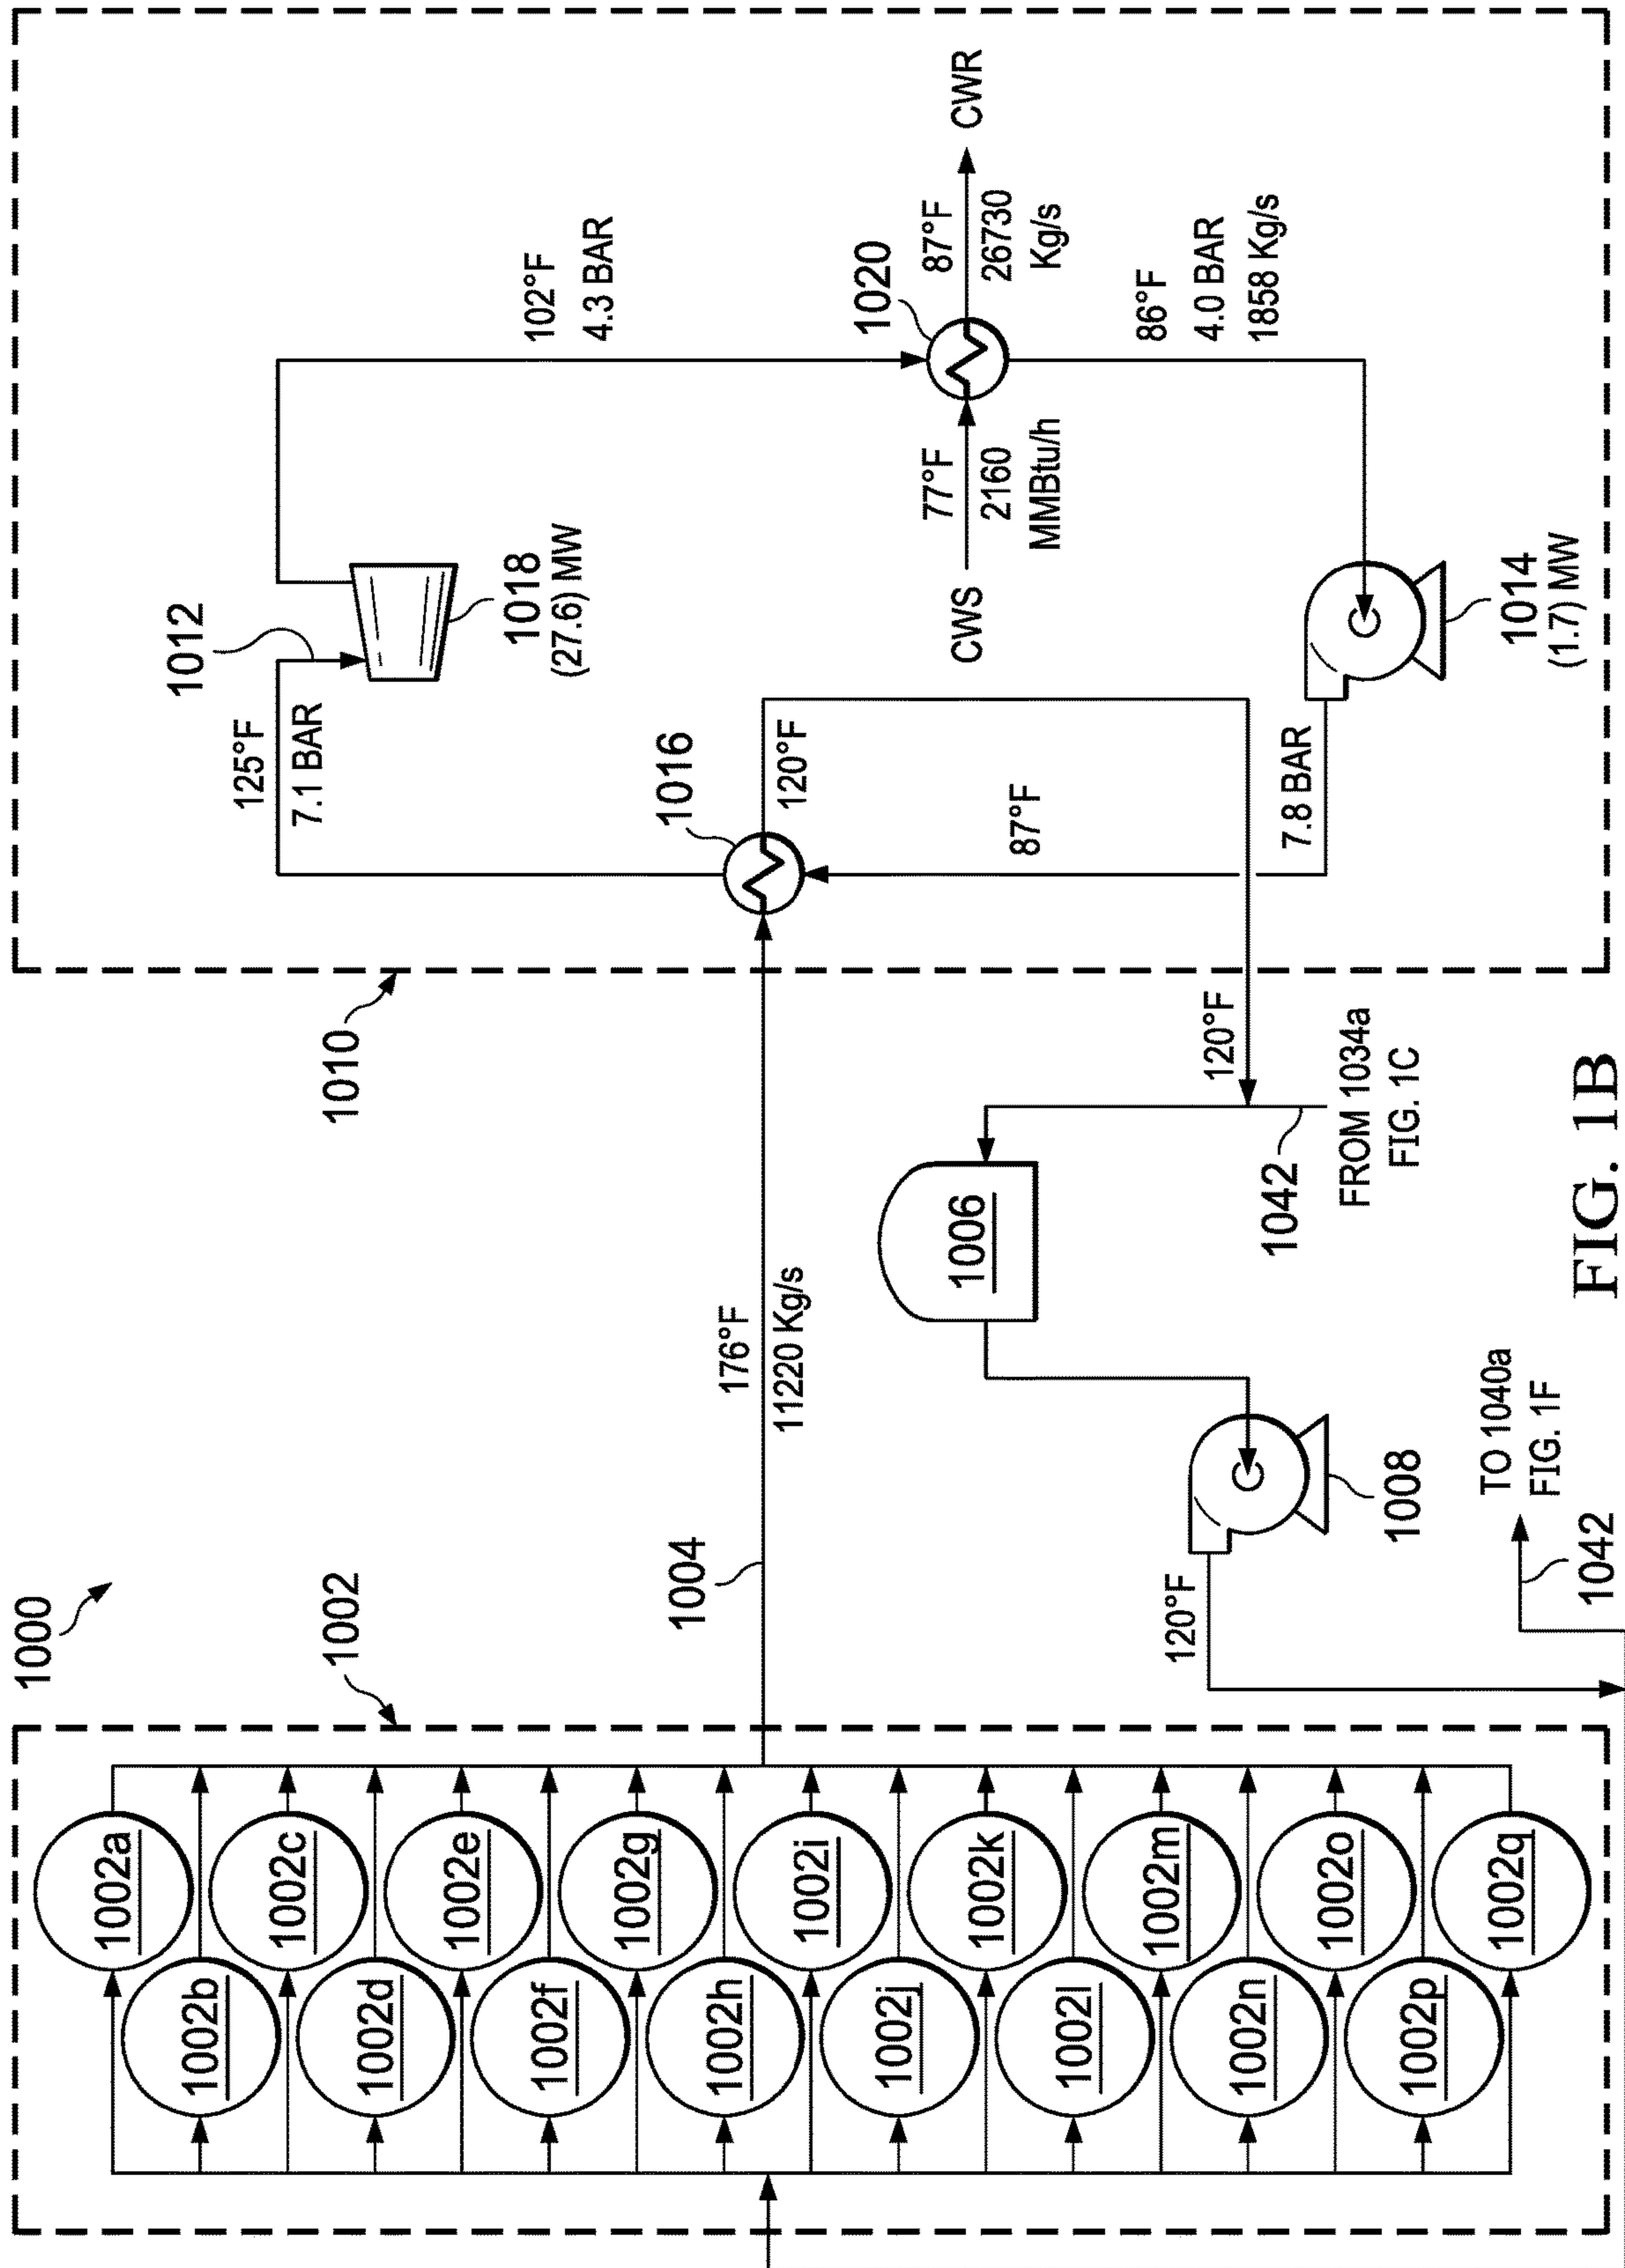 1000
1002
1002a
1002b
1002c
1002d
1002e
1002f
1002g
1002h
1002i
1002j
1002k
1002l
1002m
1002n
1002o
1002p
1002q
1004
176°F
11220 Kg/s
1006
1008
120°F
TO 1040a
FIG. 1F
1042
120°F
1042
FROM 1034a
FIG. 1C
1010
125°F
7.1 BAR
1012
1018
(27.6) MW
102°F
4.3 BAR
1016
120°F
87°F
7.8 BAR
1020
CWS
77°F
2160
MMBtu/h
87°F
26730
Kg/s
CWR
86°F
4.0 BAR
1858 Kg/s
1014
(1.7) MW
FIG. 1B